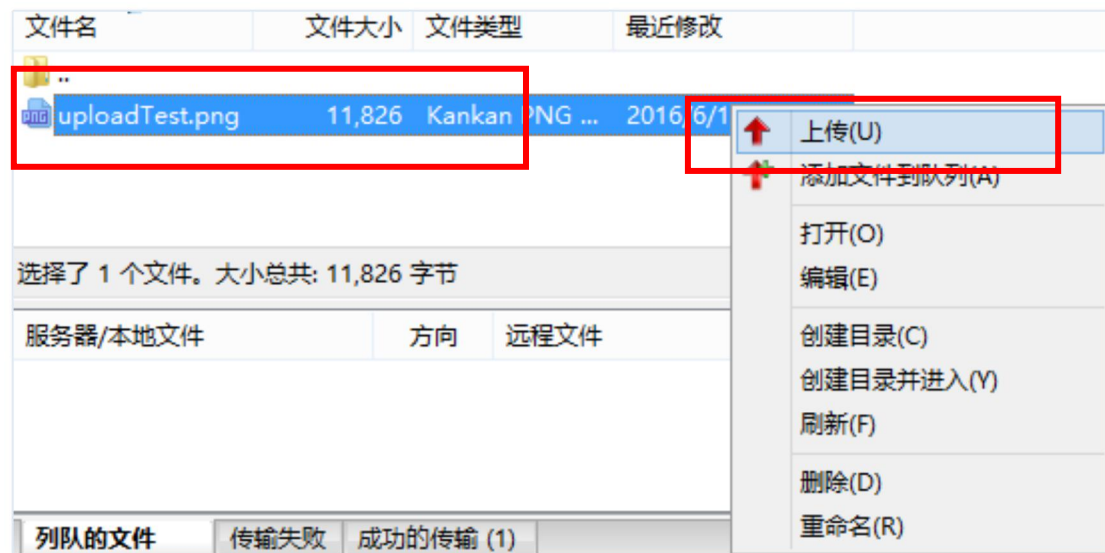 文件名 文件大小 文件类型 最近修改
..
uploadTest.png 11,826 Kankan PNG ... 2016/6/1
上传(U)
添加文件到队列(A)
打开(O)
编辑(E)
创建目录(C)
创建目录并进入(Y)
刷新(F)
删除(D)
重命名(R)
选择了 1 个文件。大小总共: 11,826 字节
服务器/本地文件 方向 远程文件
列队的文件 传输失败 成功的传输 (1)